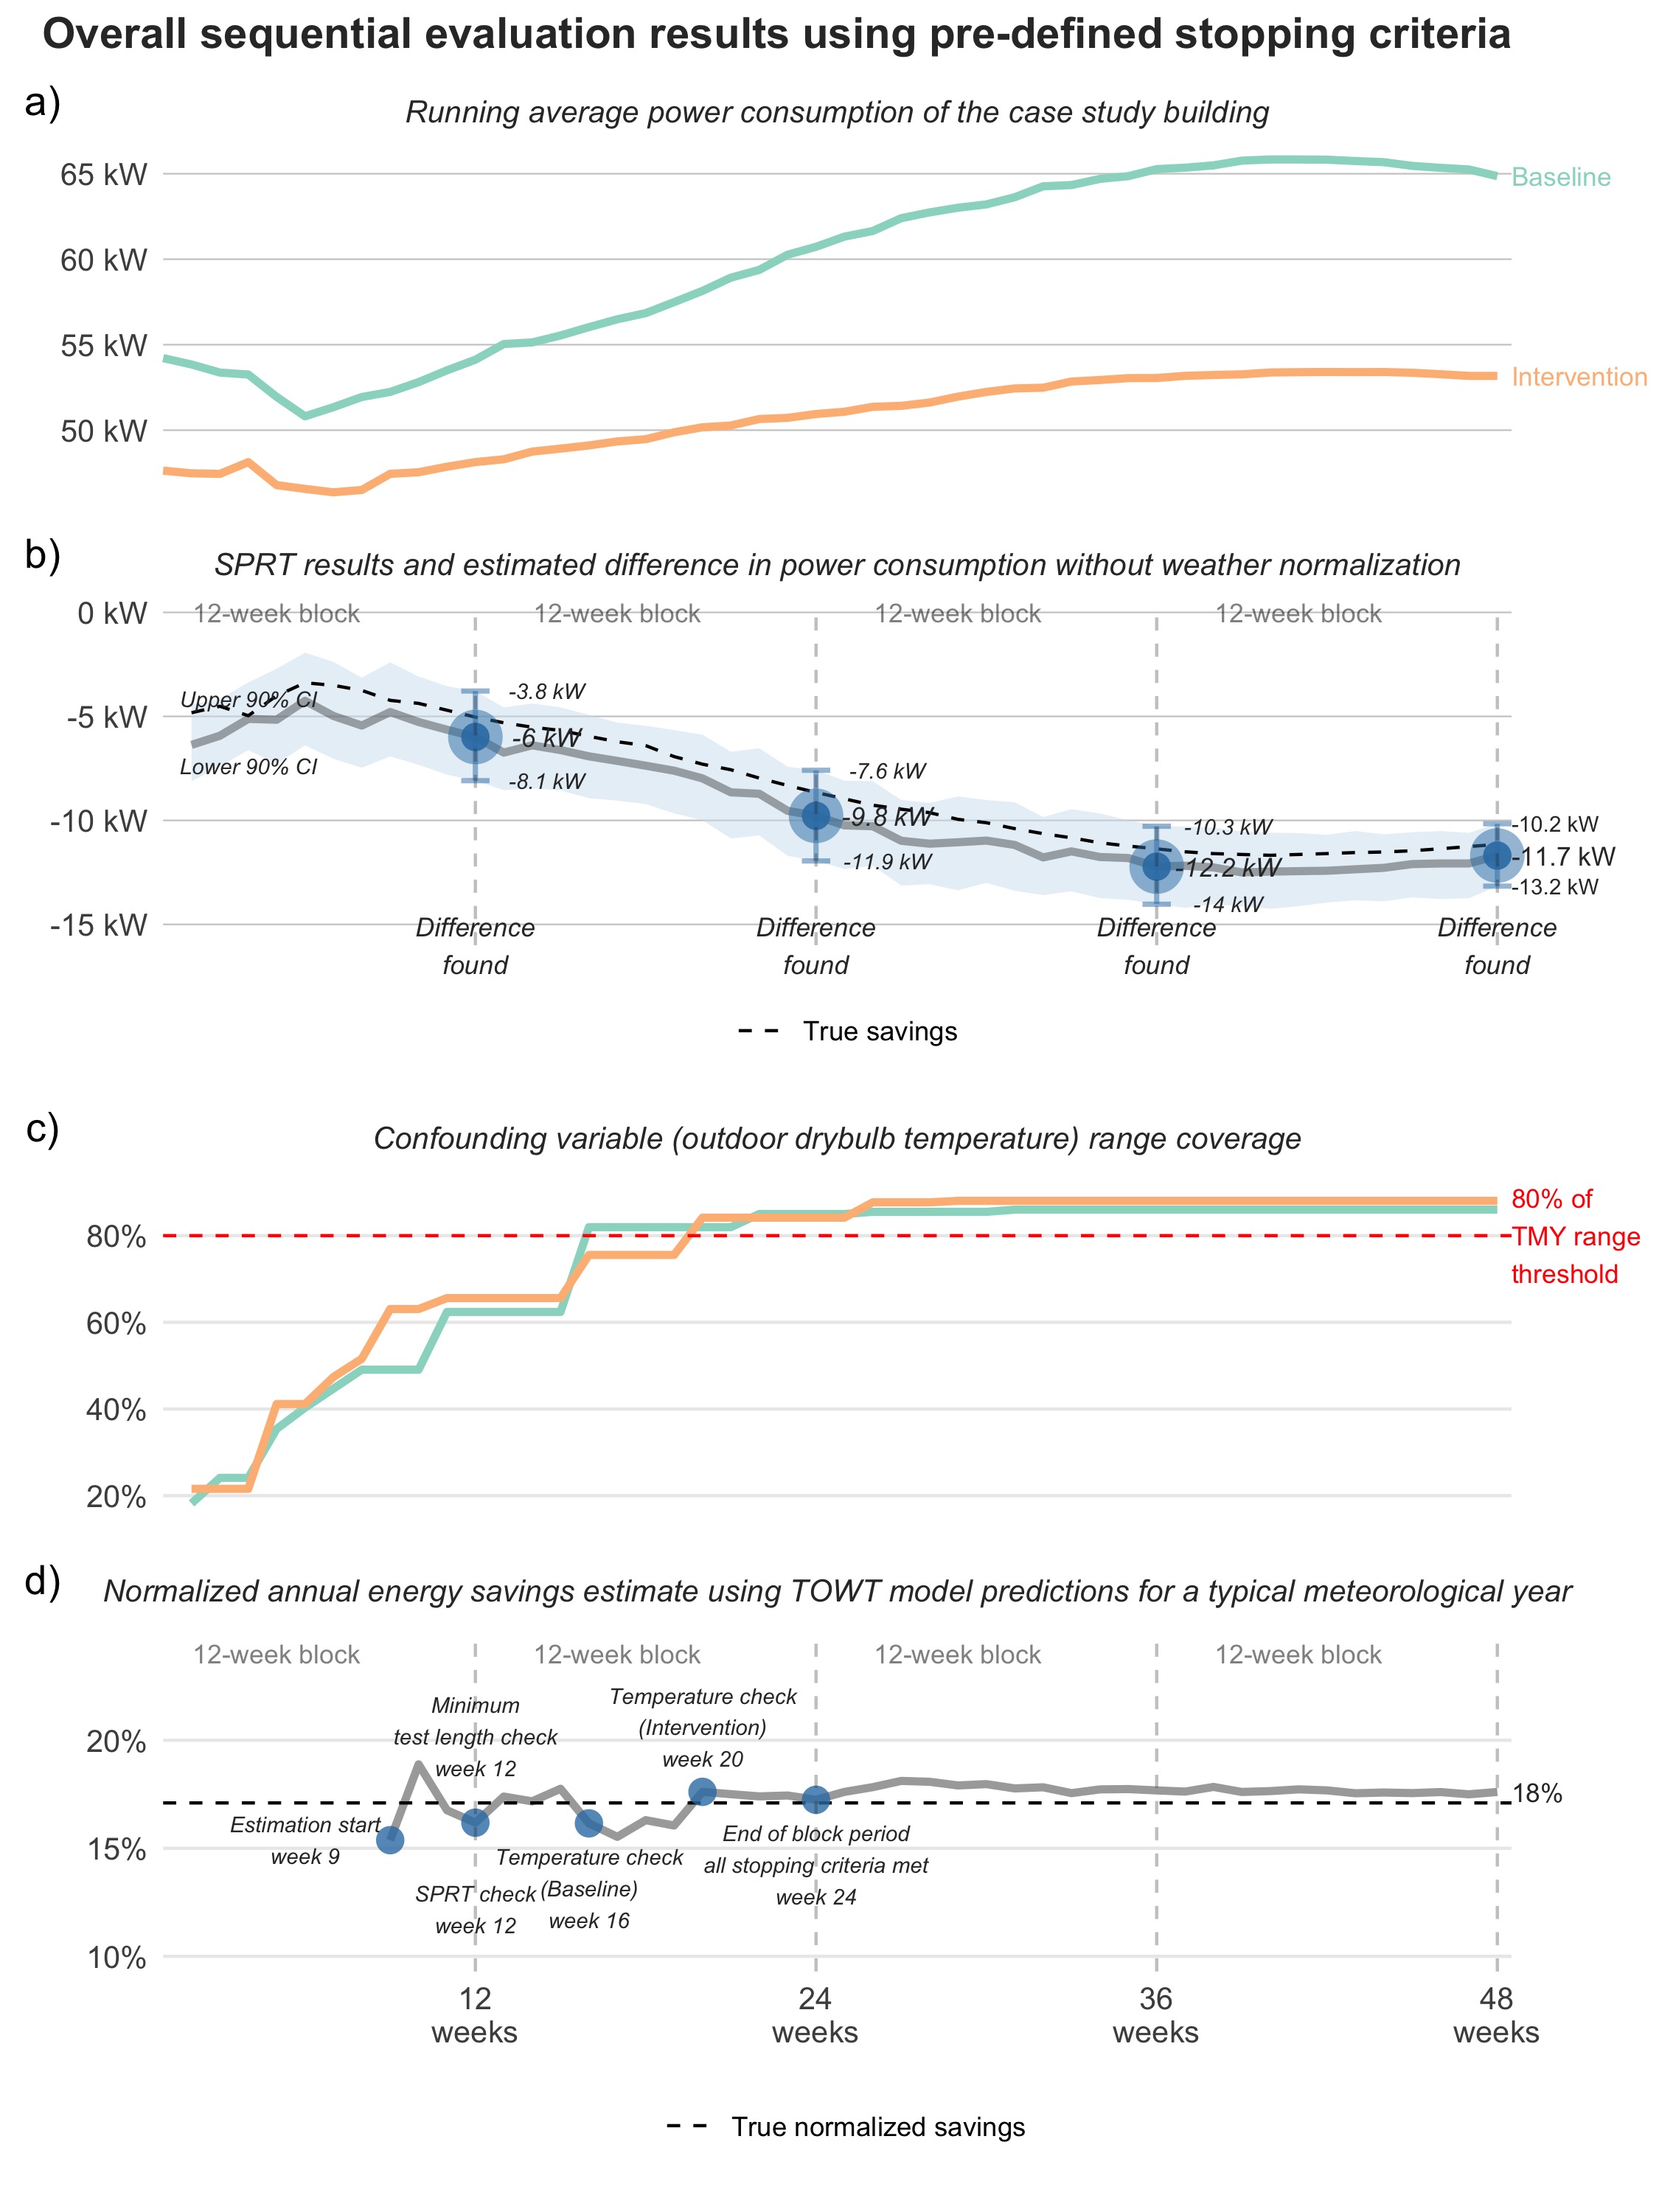 Overall sequential evaluation results using pre-defined stopping criteria
a)
Running average power consumption of the case study building
65 kW
60 kW
55 kW
50 kW
Baseline
Intervention
b)
SPRT results and estimated difference in power consumption without weather normalization
0 kW
-5 kW
-10 kW
-15 kW
12-week block
12-week block
12-week block
12-week block
Upper 90% CI
Lower 90% CI
-3.8 kW
-6 kW
-8.1 kW
-7.6 kW
-9.8 kW
-11.9 kW
-10.3 kW
-12.2 kW
-14 kW
-10.2 kW
-11.7 kW
-13.2 kW
Difference
found
Difference
found
Difference
found
Difference
found
True savings
c)
Confounding variable (outdoor drybulb temperature) range coverage
80%
60%
40%
20%
80% of
TMY range
threshold
d)
Normalized annual energy savings estimate using TOWT model predictions for a typical meteorological year
12-week block
12-week block
12-week block
12-week block
20%
15%
10%
Estimation start
week 9
Minimum
test length check
week 12
SPRT check
week 12
Temperature check
(Baseline)
week 16
Temperature check
(Intervention)
week 20
End of block period
all stopping criteria met
week 24
18%
12
weeks
24
weeks
36
weeks
48
weeks
True normalized savings